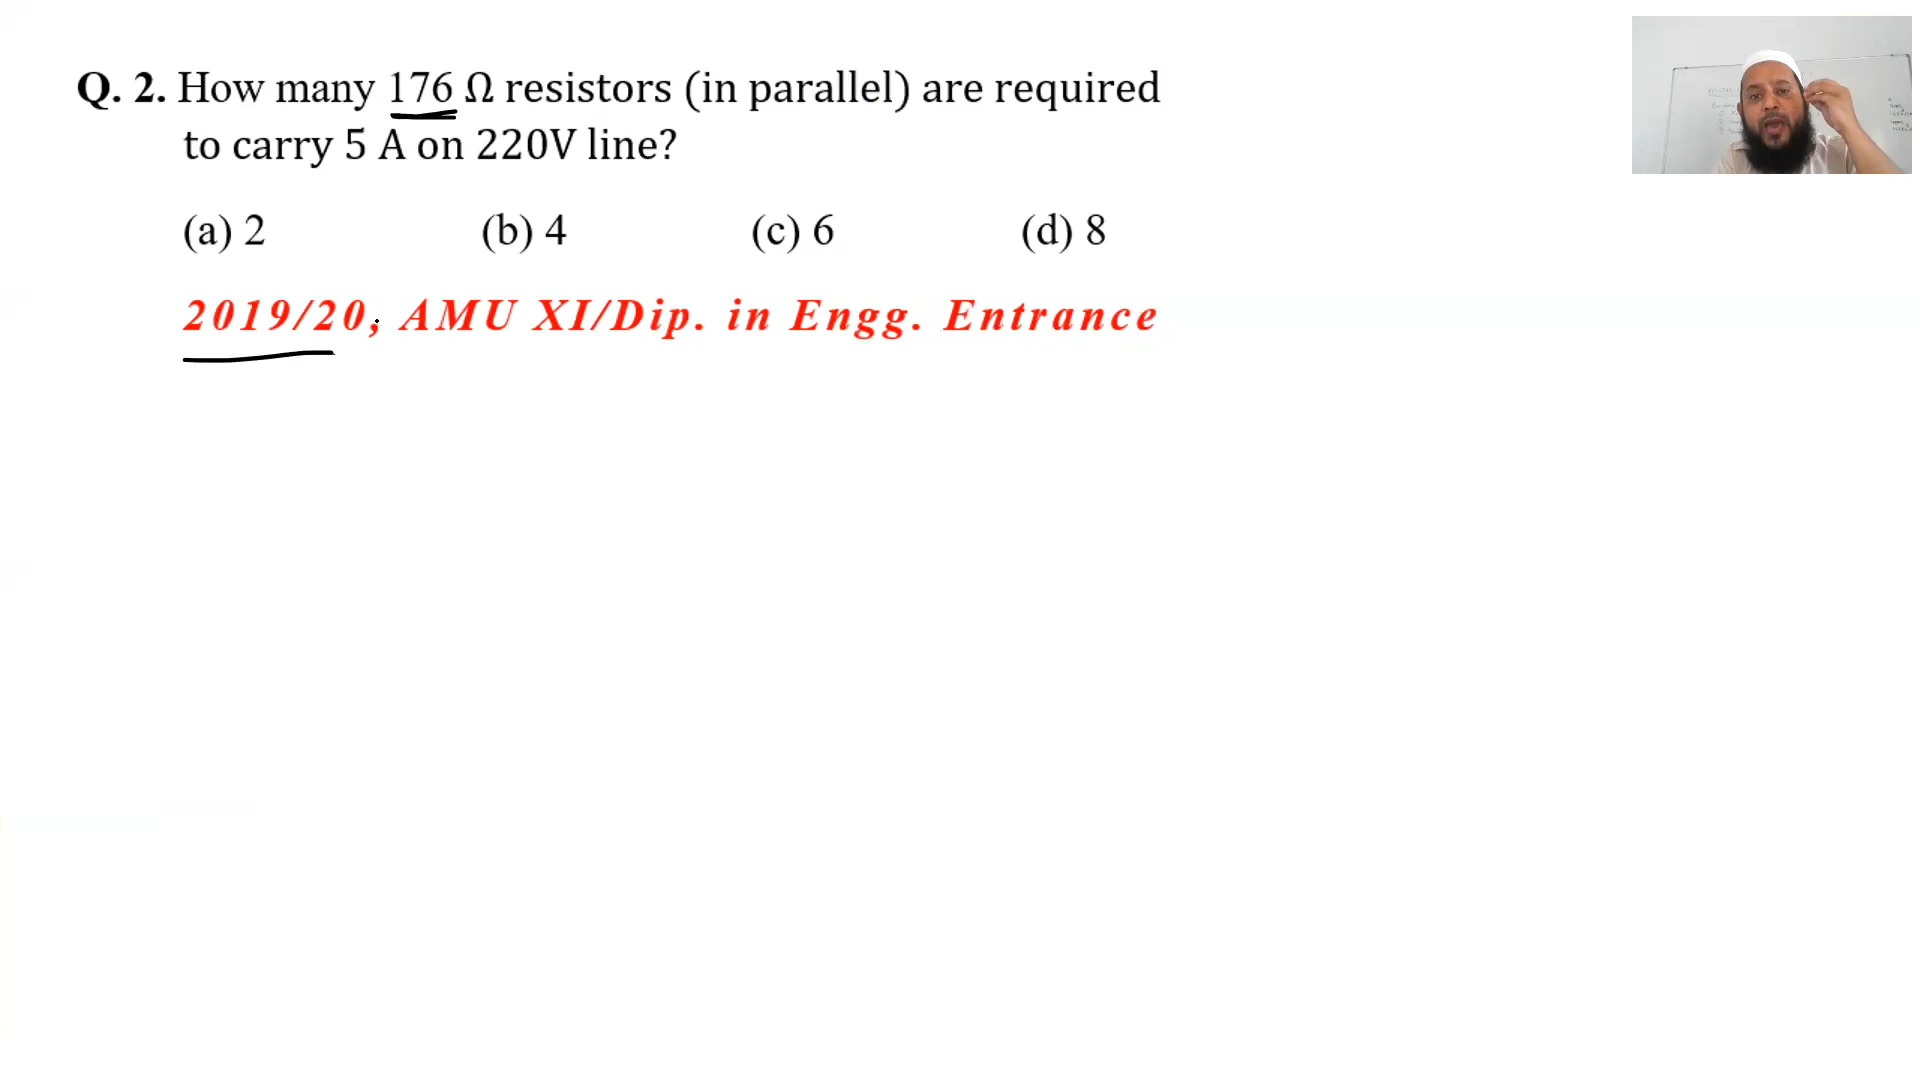 Q. 2. How many 176 Ω resistors (in parallel) are required
to carry 5 A on 220V line?
(a) 2 (b) 4 (c) 6 (d) 8
2019/20, AMU XI/Dip. in Engg. Entrance